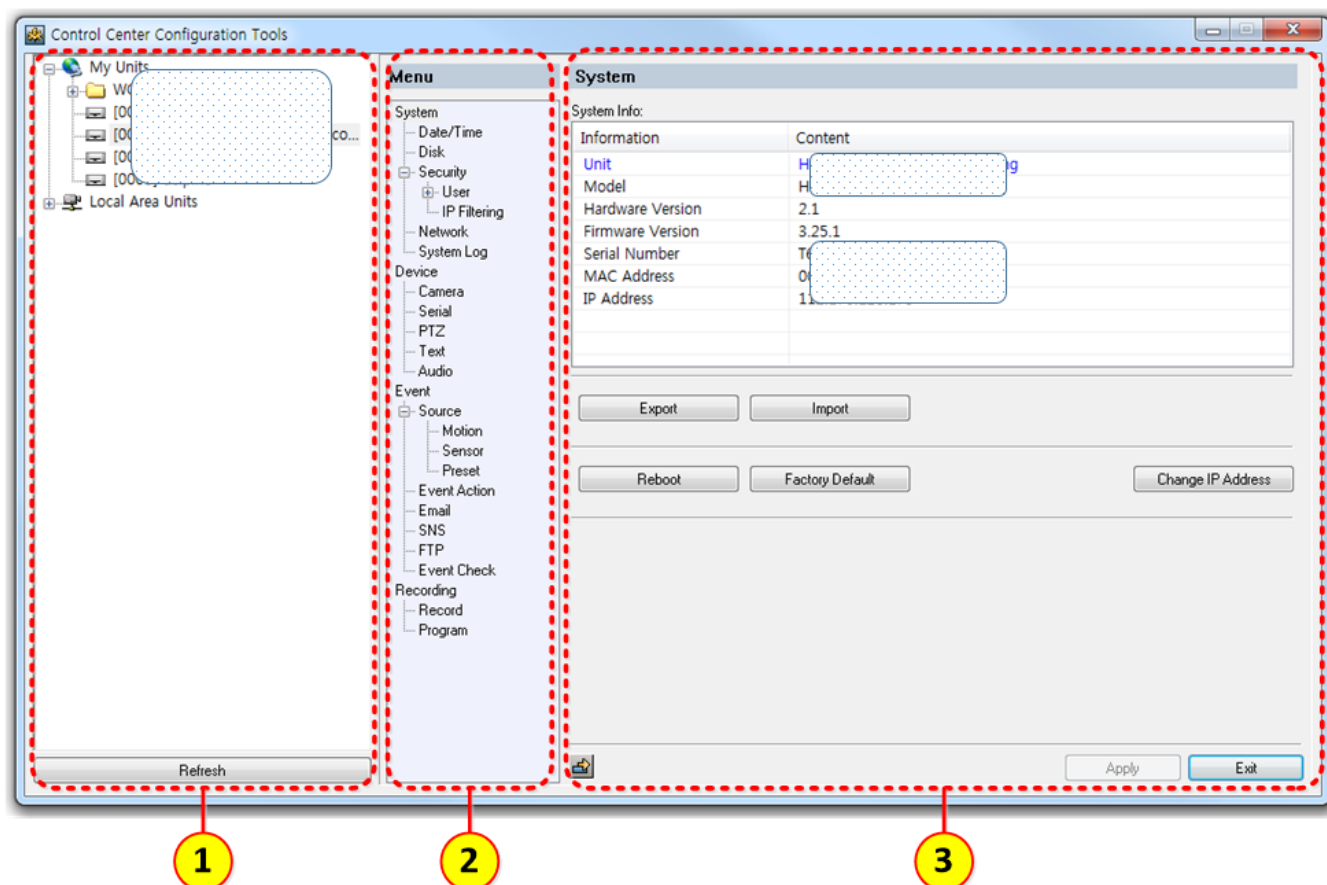 Control Center Configuration Tools
My Units
co...
Local Area Units
Refresh
Menu
System
Date/Time
Disk
Security
User
IP Filtering
Network
System Log
Device
Camera
Serial
PTZ
Text
Audio
Event
Source
Motion
Sensor
Preset
Event Action
Email
SNS
FTP
Event Check
Recording
Record
Program
System
System Info:
Information Content
Unit
Model
Hardware Version 2.1
Firmware Version 3.25.1
Serial Number
MAC Address
IP Address
Export Import
Reboot Factory Default Change IP Address
Apply Exit
1 2 3